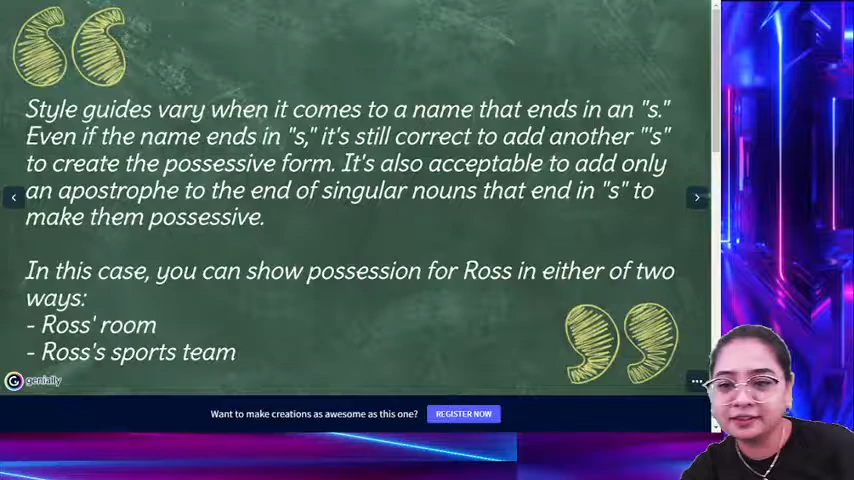 Style guides vary when it comes to a name that ends in an "s."
Even if the name ends in "s," it's still correct to add another "'s"
to create the possessive form. It's also acceptable to add only
an apostrophe to the end of singular nouns that end in "s" to
make them possessive.
In this case, you can show possession for Ross in either of two
ways:
- Ross' room
- Ross's sports team
genially
Want to make creations as awesome as this one? REGISTER NOW